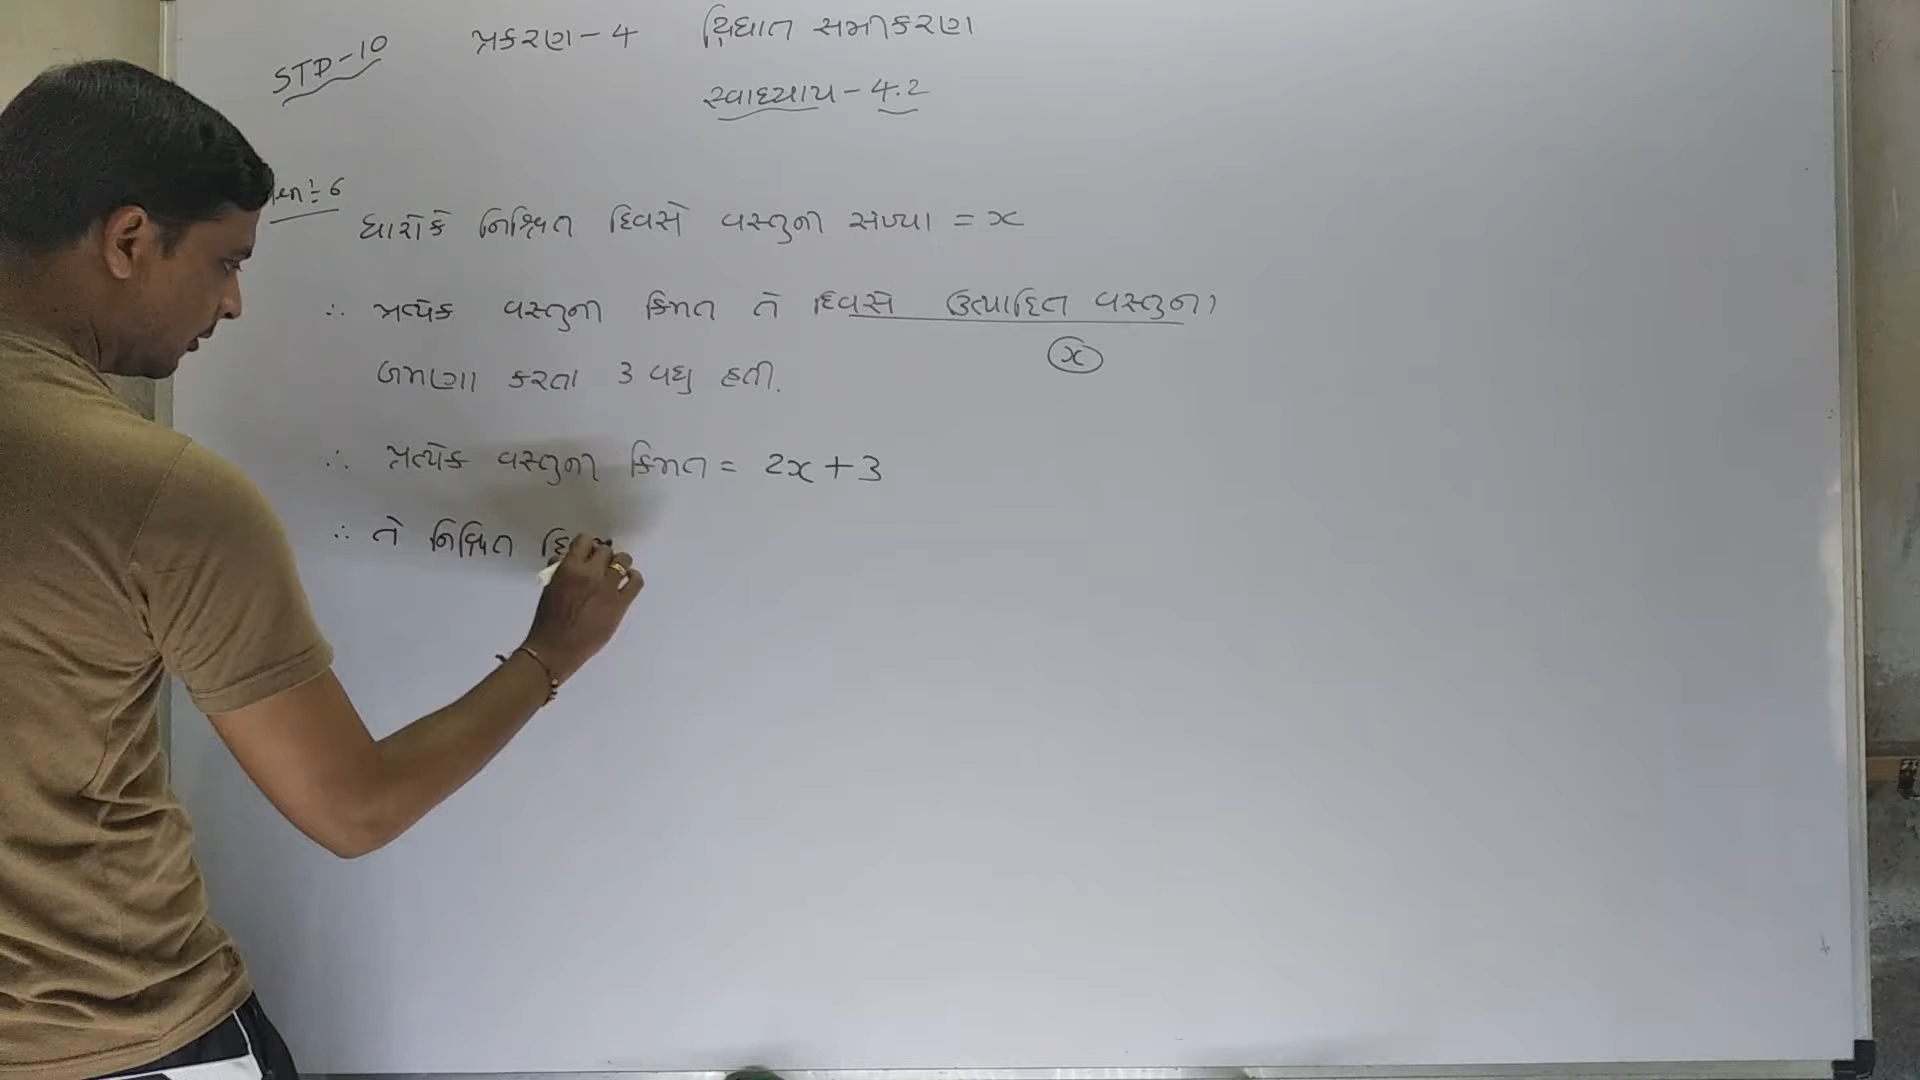 STD-10
પ્રકરણ-4 દ્વિઘાત સમીકરણ
સ્વાધ્યાય-4.2
6
ધારોકે નિશ્ચિત દિવસે વસ્તુની સંખ્યા = x
∴ પ્રત્યેક વસ્તુની કિંમત તે દિવસે ઉત્પાદિત વસ્તુના
x
બમણા કરતા 3 વધુ હતી.
∴ પ્રત્યેક વસ્તુની કિંમત = 2x+3
∴ તે નિશ્ચિત